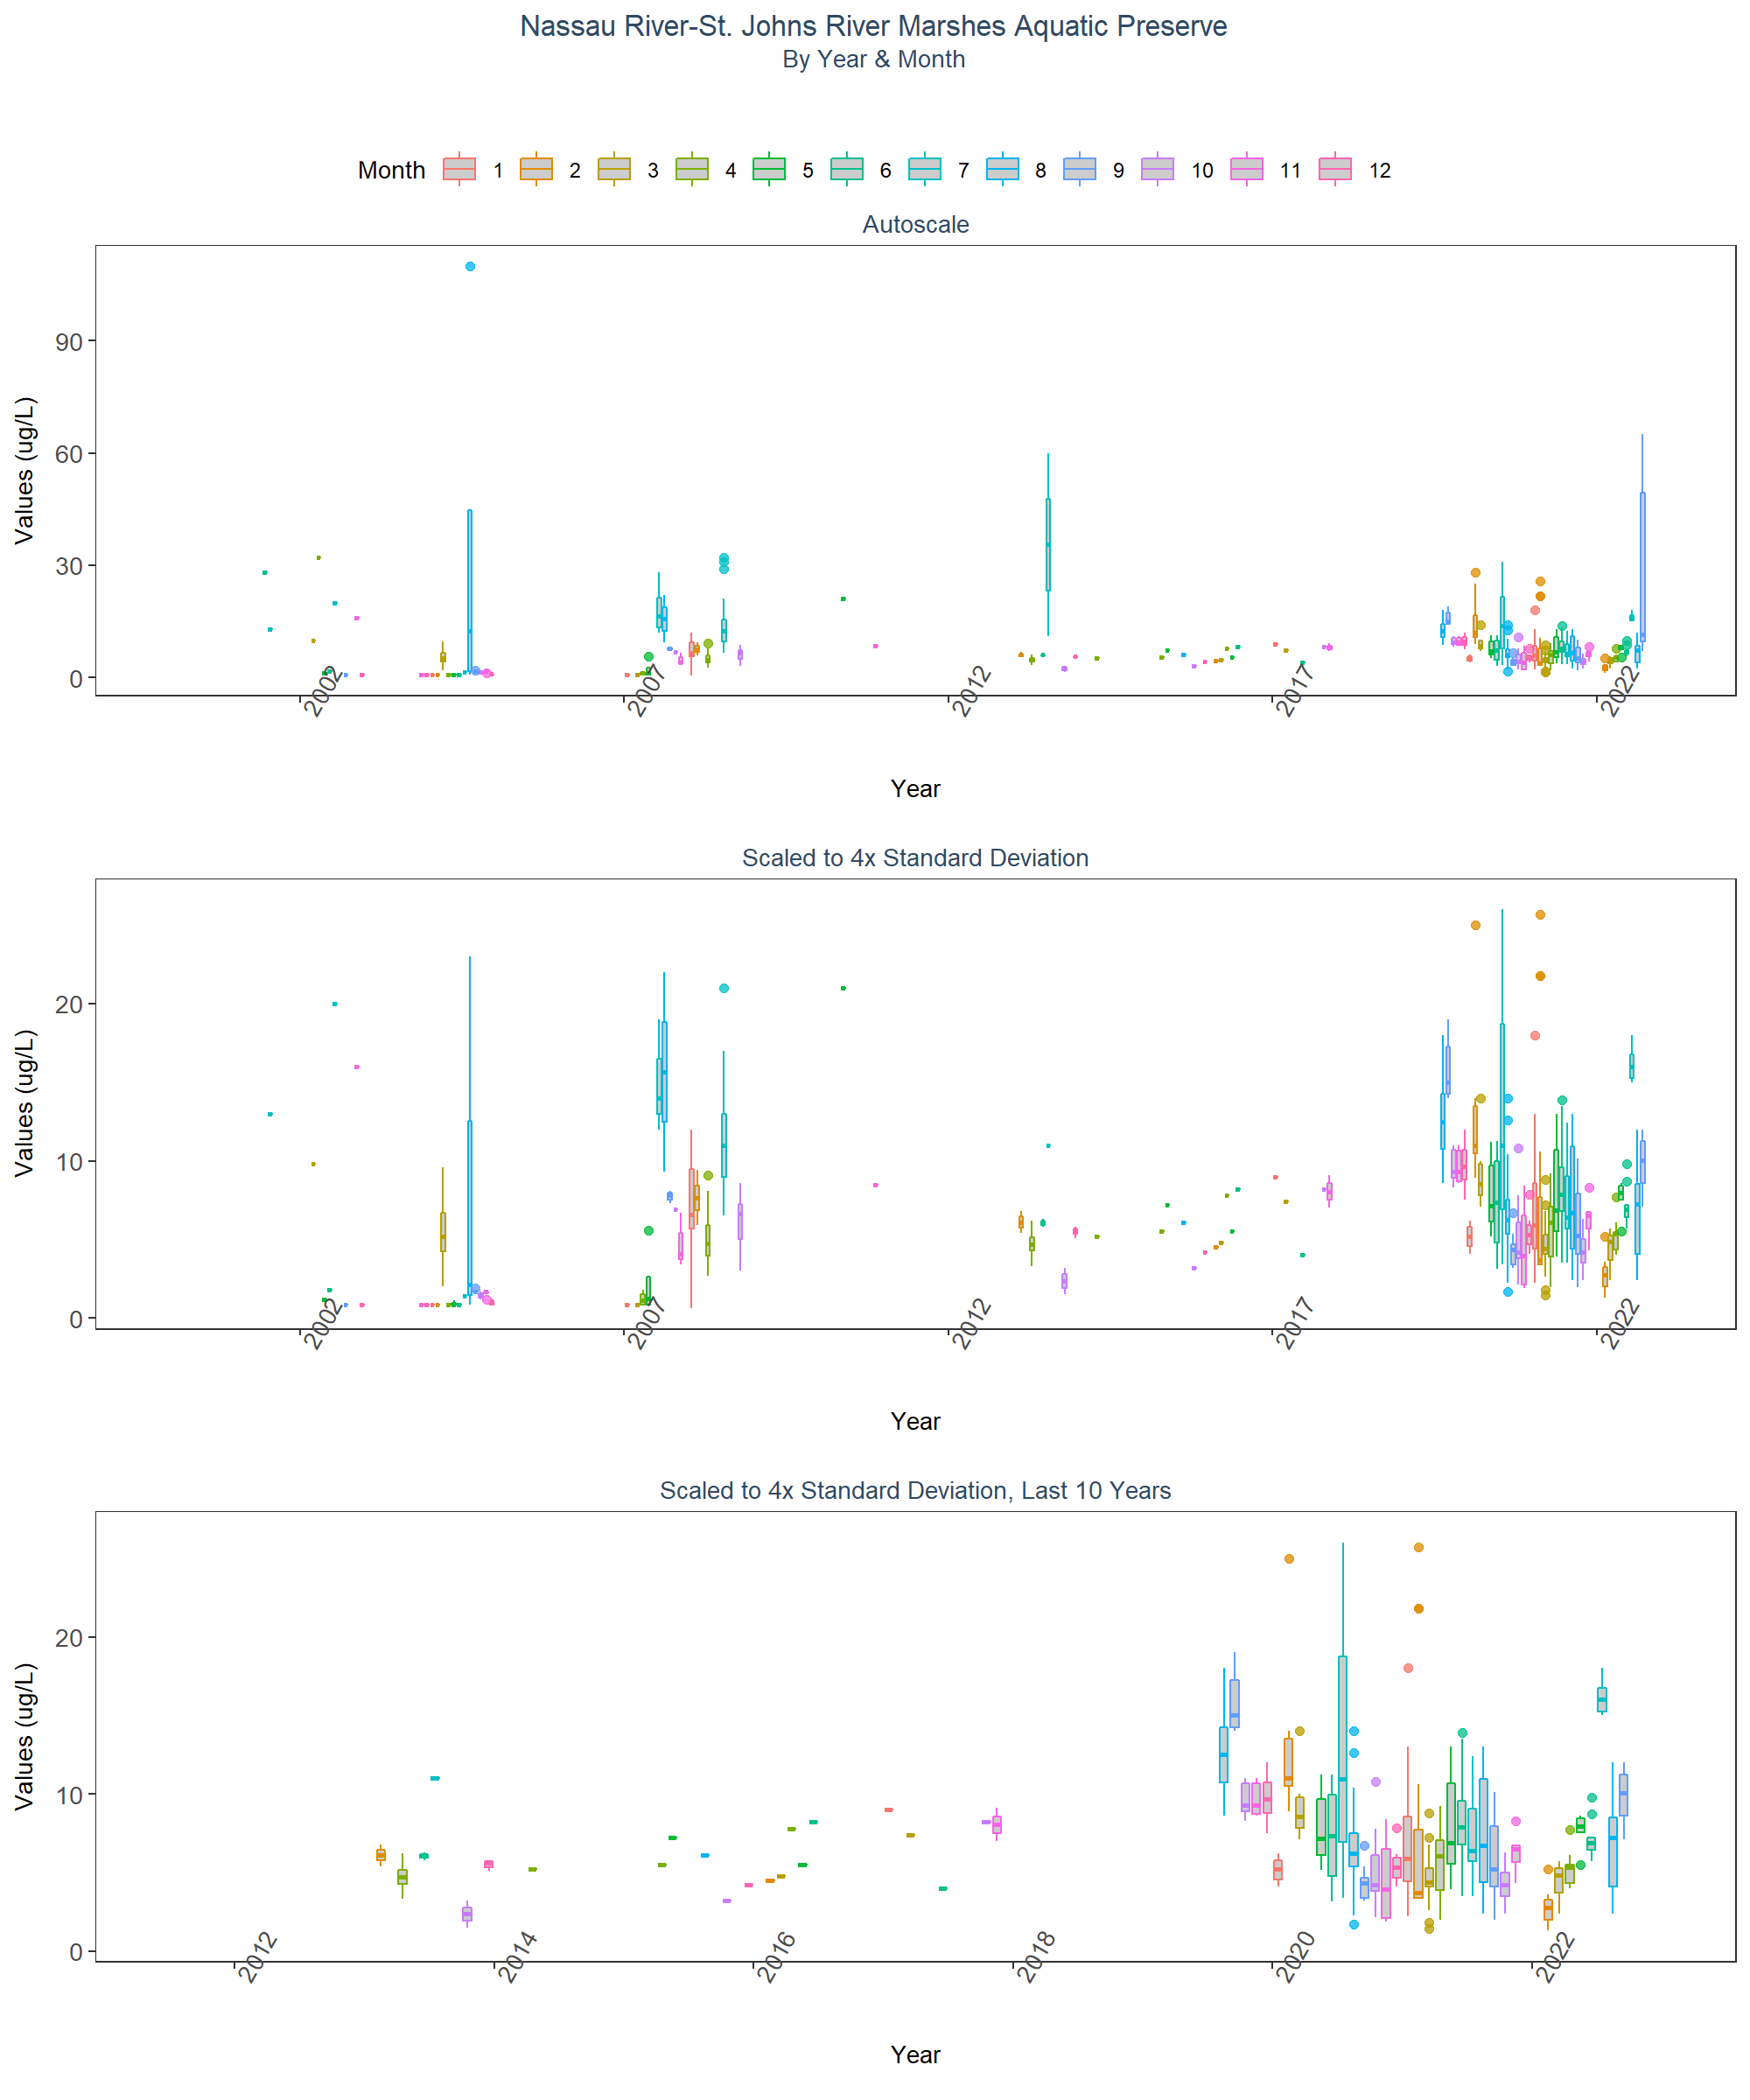 Nassau River-St. Johns River Marshes Aquatic Preserve
By Year & Month
Month 1 2 3 4 5 6 7 8 9 10 11 12
Autoscale
Values (ug/L)
90
60
30
0
2002 2007 2012 2017 2022
Year
Scaled to 4x Standard Deviation
Values (ug/L)
20
10
0
2002 2007 2012 2017 2022
Year
Scaled to 4x Standard Deviation, Last 10 Years
Values (ug/L)
20
10
0
2012 2014 2016 2018 2020 2022
Year